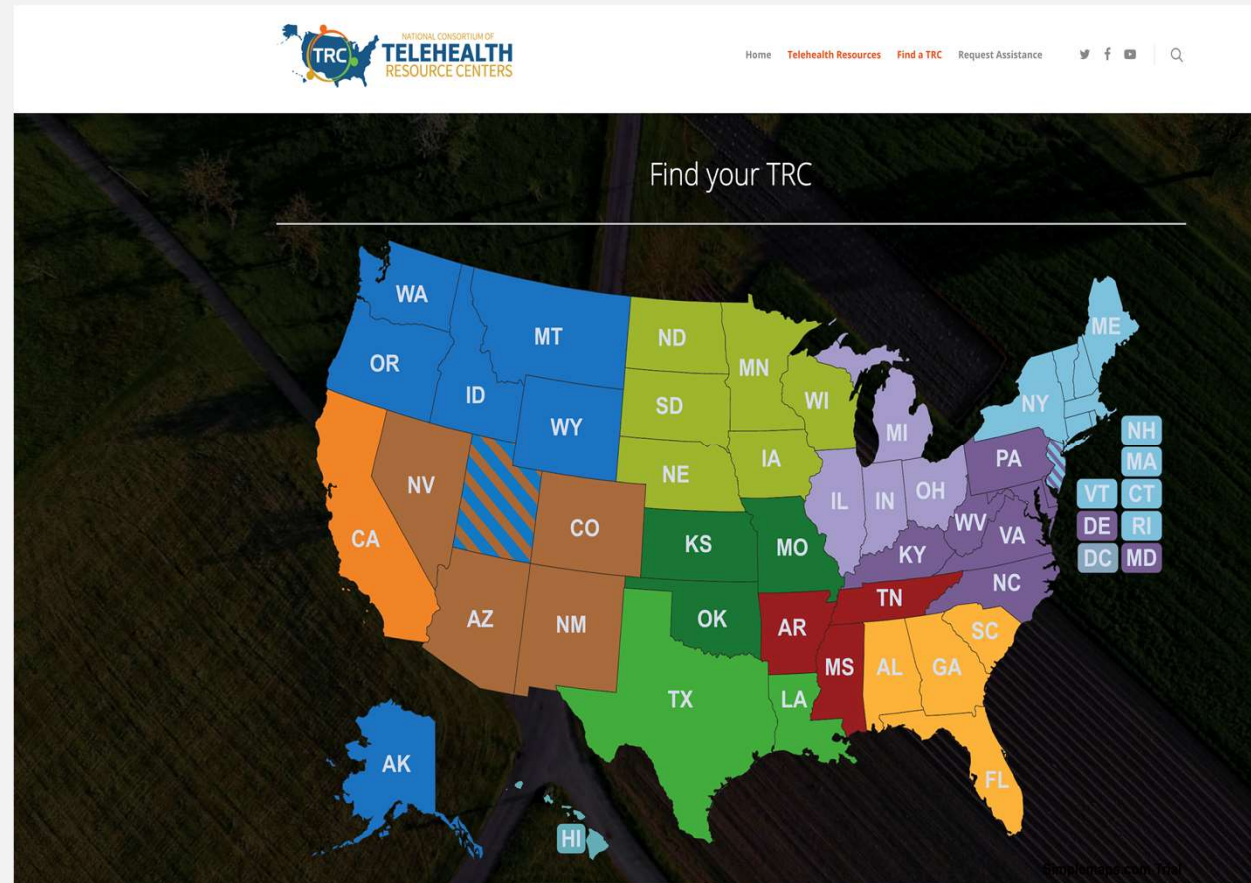 NATIONAL CONSORTIUM OF
TRC
TELEHEALTH
RESOURCE CENTERS
Home Telehealth Resources Find a TRC Request Assistance
Find your TRC
WA
MT
ND
MN
ME
OR
ID
SD
WI
NY
WY
MI
NH
NE
IA
PA
MA
NV
IL
IN
OH
VT
CT
CO
WV
DE
RI
CA
KS
MO
VA
KY
DC
MD
NC
TN
AZ
NM
OK
AR
SC
MS
AL
GA
TX
LA
AK
FL
HI
Simplemaps.com Trial